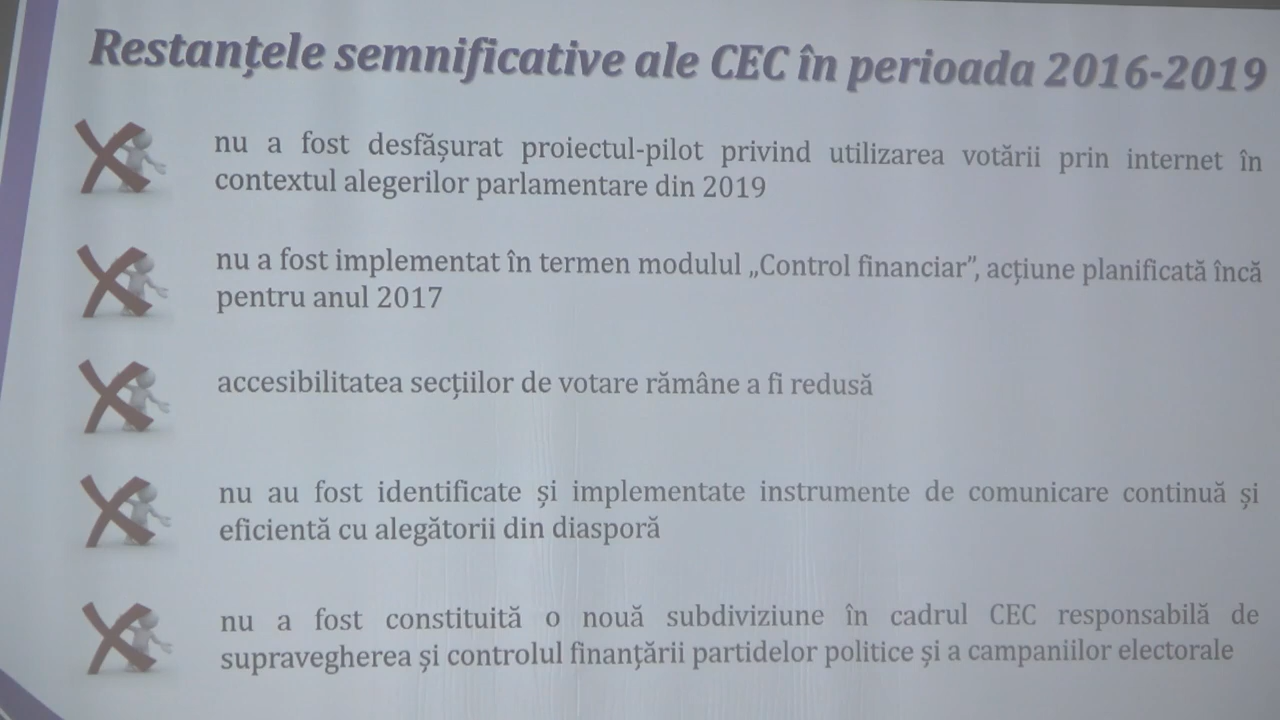 Restanțele semnificative ale CEC în perioada 2016-2019
nu a fost desfășurat proiectul-pilot privind utilizarea votării prin internet în
contextul alegerilor parlamentare din 2019
nu a fost implementat în termen modulul „Control financiar”, acțiune planificată încă
pentru anul 2017
accesibilitatea secțiilor de votare rămâne a fi redusă
nu au fost identificate și implementate instrumente de comunicare continuă și
eficientă cu alegătorii din diasporă
nu a fost constituită o nouă subdiviziune în cadrul CEC responsabilă de
supravegherea și controlul finanțării partidelor politice și a campaniilor electorale